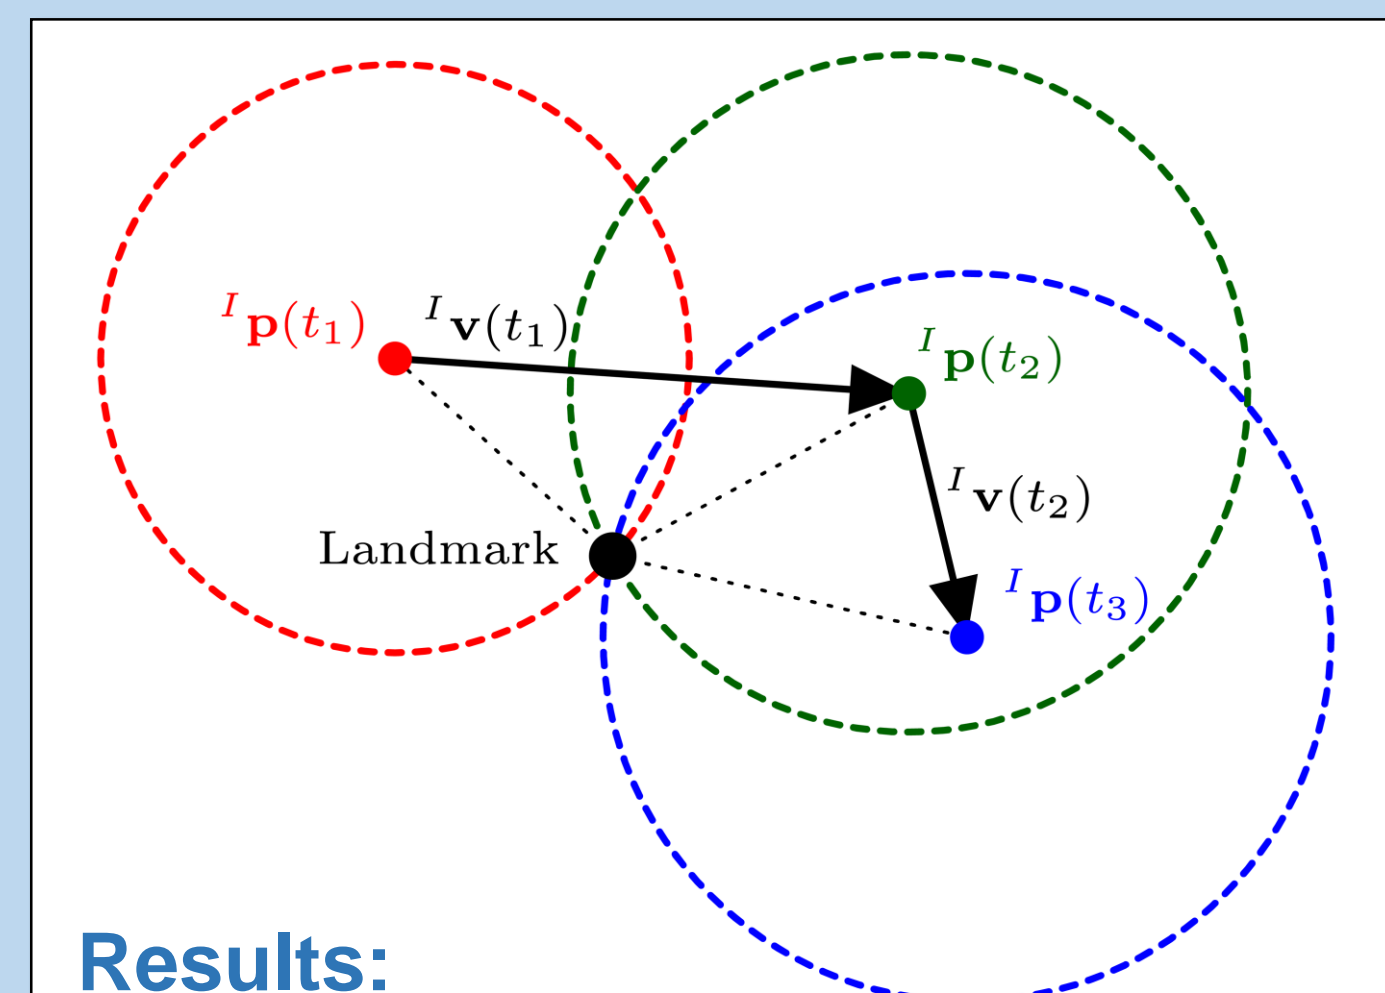 ᴵ𝐩(t₁)
ᴵ𝐯(t₁)
ᴵ𝐩(t₂)
ᴵ𝐯(t₂)
Landmark
ᴵ𝐩(t₃)
Results: